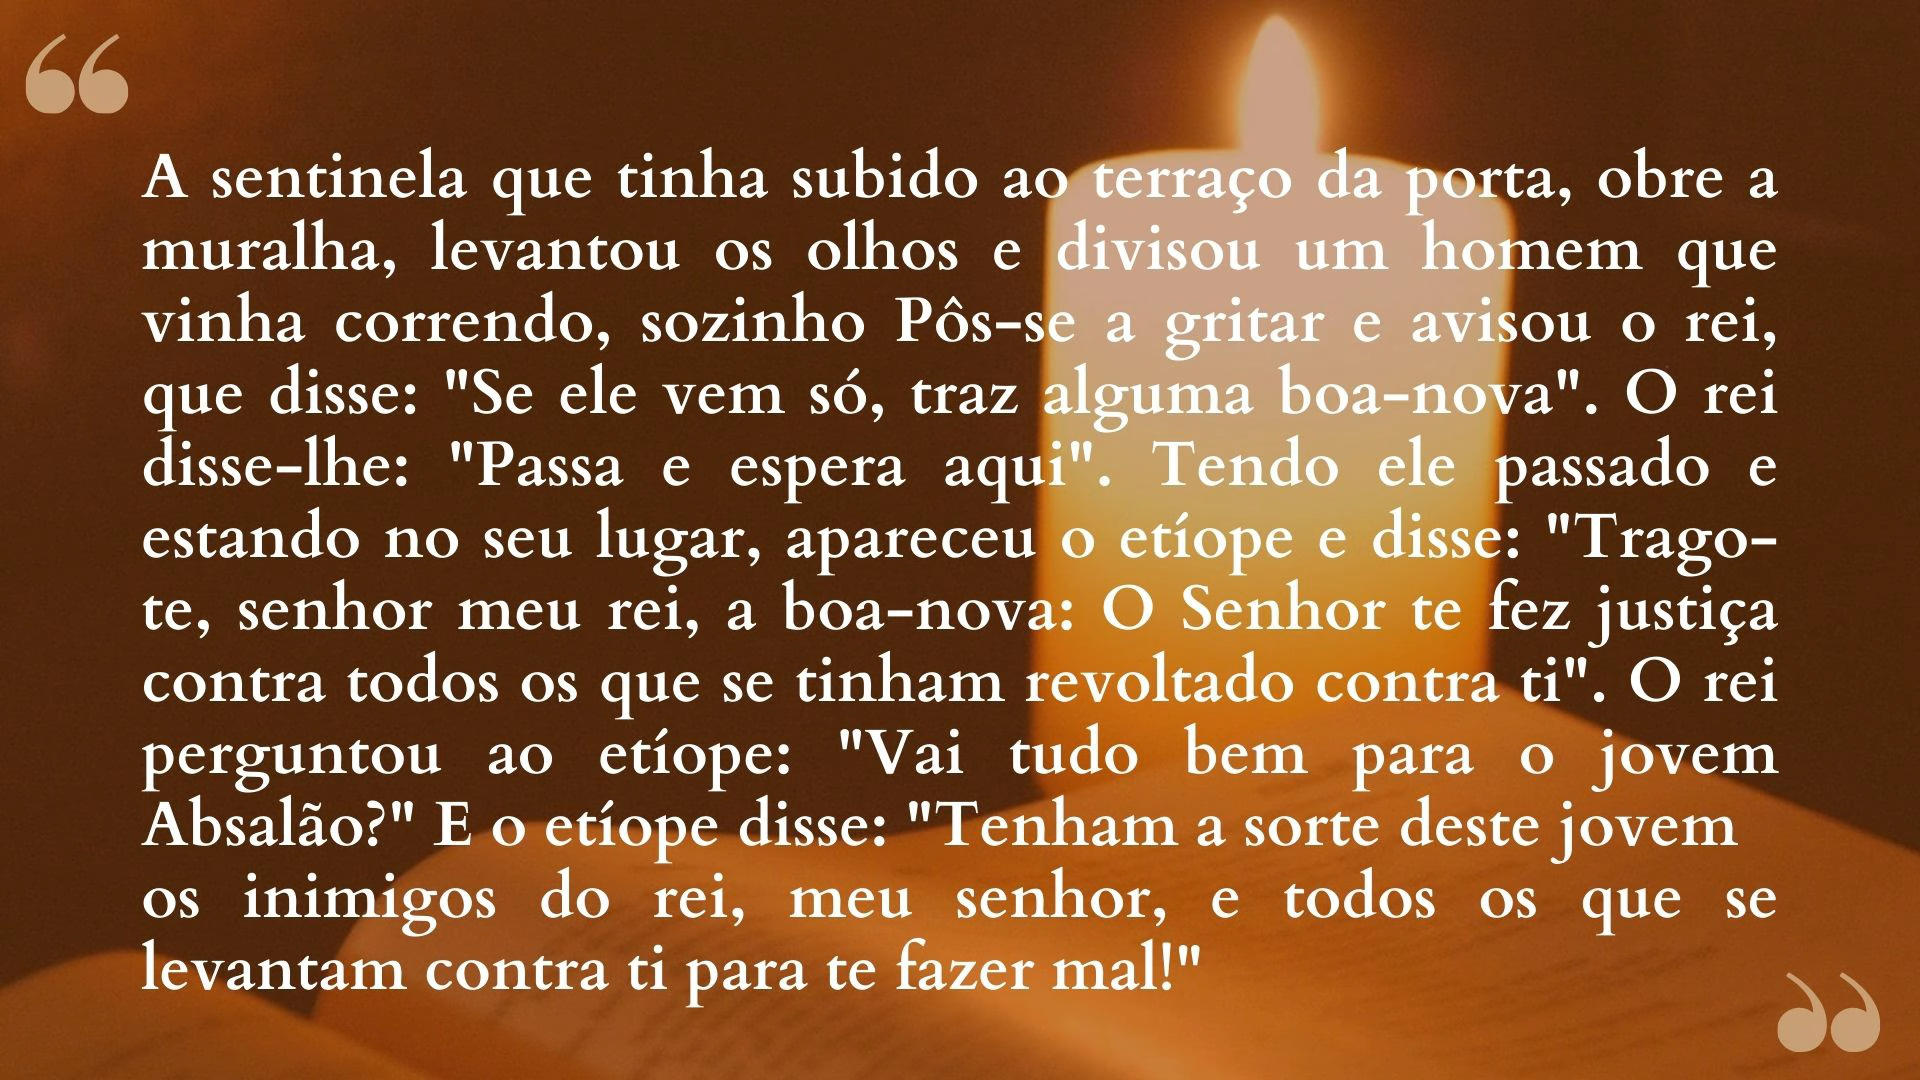 A sentinela que tinha subido ao terraço da porta, obre a
muralha, levantou os olhos e divisou um homem que
vinha correndo, sozinho Pôs-se a gritar e avisou o rei,
que disse: "Se ele vem só, traz alguma boa-nova". O rei
disse-lhe: "Passa e espera aqui". Tendo ele passado e
estando no seu lugar, apareceu o etíope e disse: "Trago-
te, senhor meu rei, a boa-nova: O Senhor te fez justiça
contra todos os que se tinham revoltado contra ti". O rei
perguntou ao etíope: "Vai tudo bem para o jovem
Absalão?" E o etíope disse: "Tenham a sorte deste jovem
os inimigos do rei, meu senhor, e todos os que se
levantam contra ti para te fazer mal!"